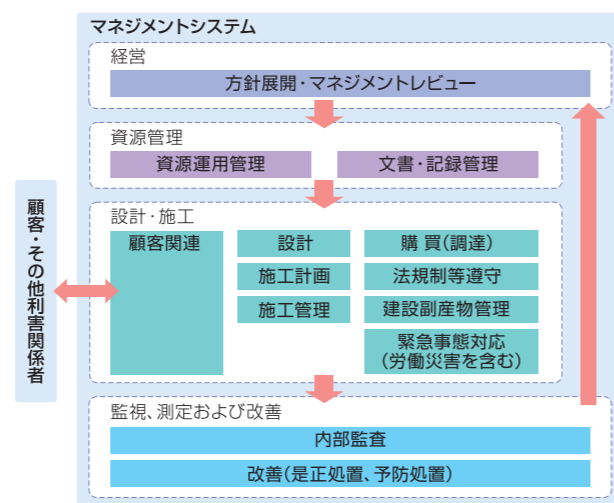 マネジメントシステム
経営
方針展開・マネジメントレビュー
資源管理
資源運用管理
文書・記録管理
顧客・その他利害関係者
設計・施工
顧客関連
設計
施工計画
施工管理
購買(調達)
法規制等遵守
建設副産物管理
緊急事態対応
(労働災害を含む)
監視、測定および改善
内部監査
改善(是正処置、予防処置)